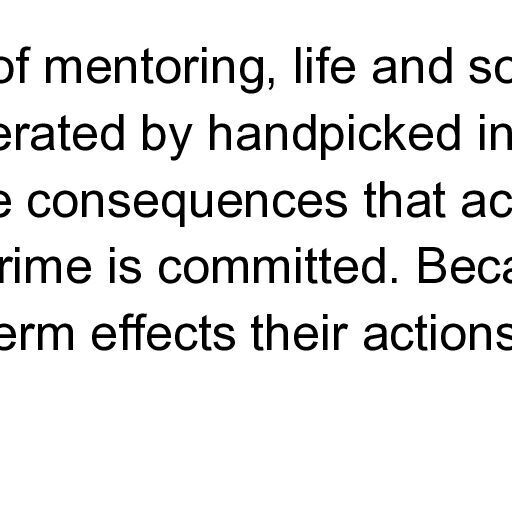 of mentoring, life and so
erated by handpicked in
e consequences that ac
rime is committed. Beca
erm effects their actions